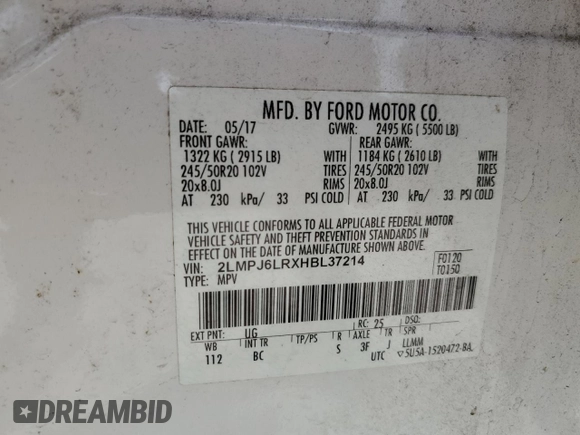 MFD. BY FORD MOTOR CO.
DATE: 05/17 GVWR: 2495 KG ( 5500 LB)
FRONT GAWR: REAR GAWR:
1322 KG ( 2915 LB) WITH 1184 KG ( 2610 LB) WITH
245/50R20 102V TIRES 245/50R20 102V TIRES
20x8.0J RIMS 20x8.0J RIMS
AT 230 kPa/ 33 PSI COLD AT 230 kPa/ 33 PSI COLD
THIS VEHICLE CONFORMS TO ALL APPLICABLE FEDERAL MOTOR
VEHICLE SAFETY AND THEFT PREVENTION STANDARDS IN
EFFECT ON THE DATE OF MANUFACTURE SHOWN ABOVE.
VIN: 2LMPJ6LRXHBL37214 F0120
TYPE: MPV T0150
EXT PNT: UG RC: 25 DSO:
WB INT TR TP/PS R AXLE TR SPR
112 BC S 3F J LLMM
UTC ▽5U5A-1520472-BA
DREAMBID